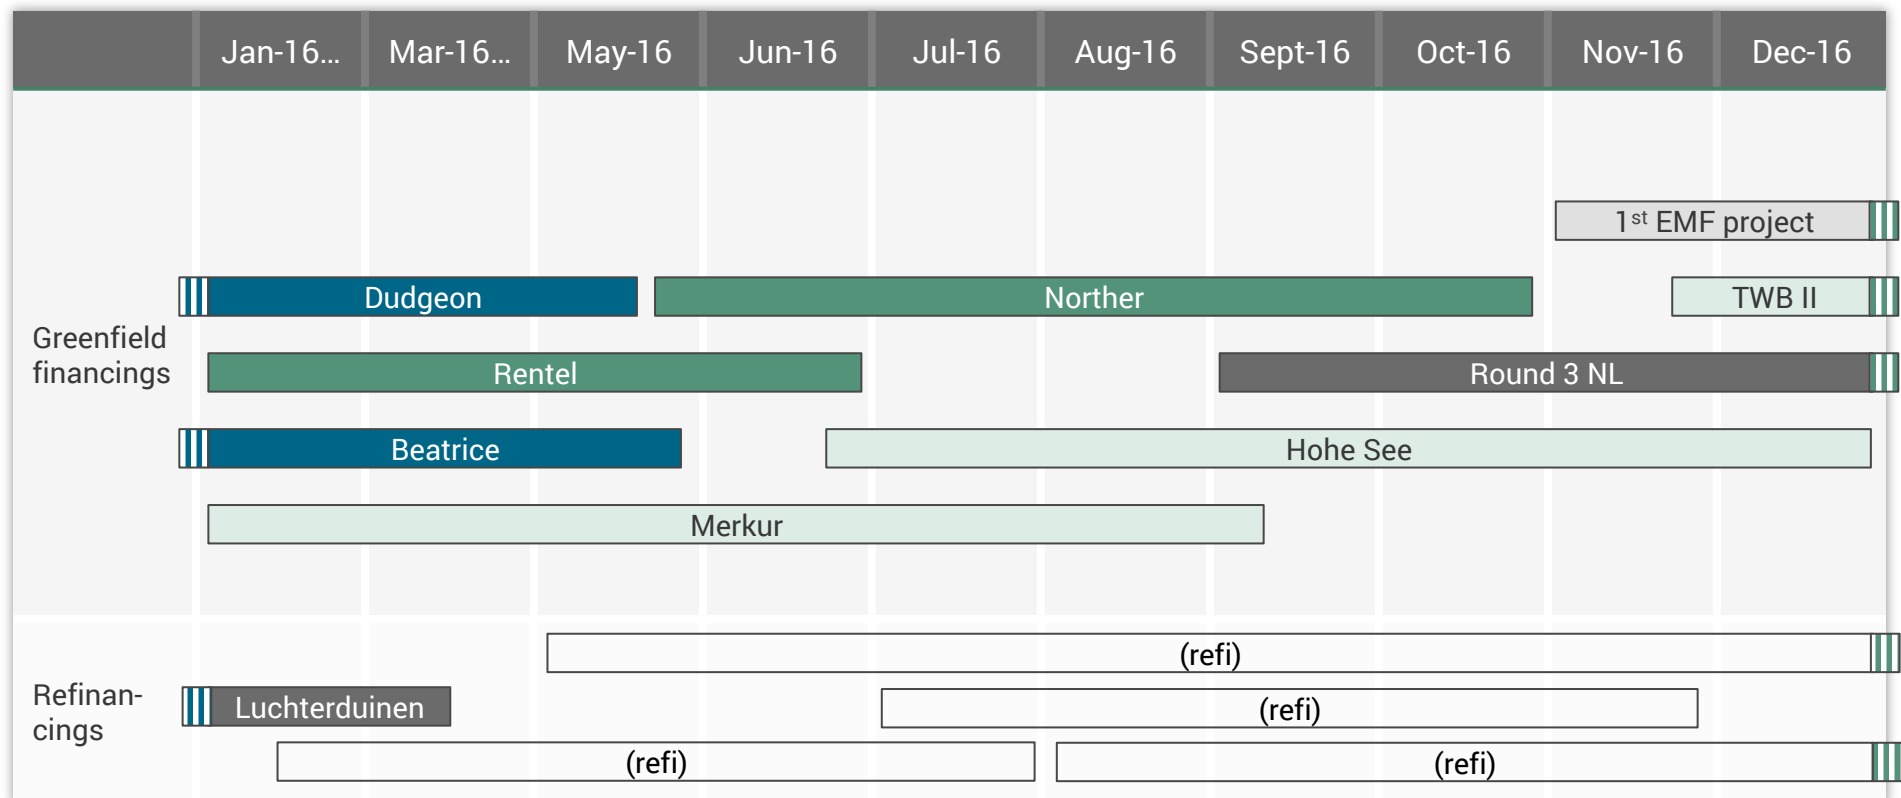 Jan-16… Mar-16… May-16 Jun-16 Jul-16 Aug-16 Sept-16 Oct-16 Nov-16 Dec-16
1st EMF project
Dudgeon Norther TWB II
Greenfield
financings
Rentel Round 3 NL
Beatrice Hohe See
Merkur
(refi)
Refinan-
cings
Luchterduinen (refi)
(refi) (refi)